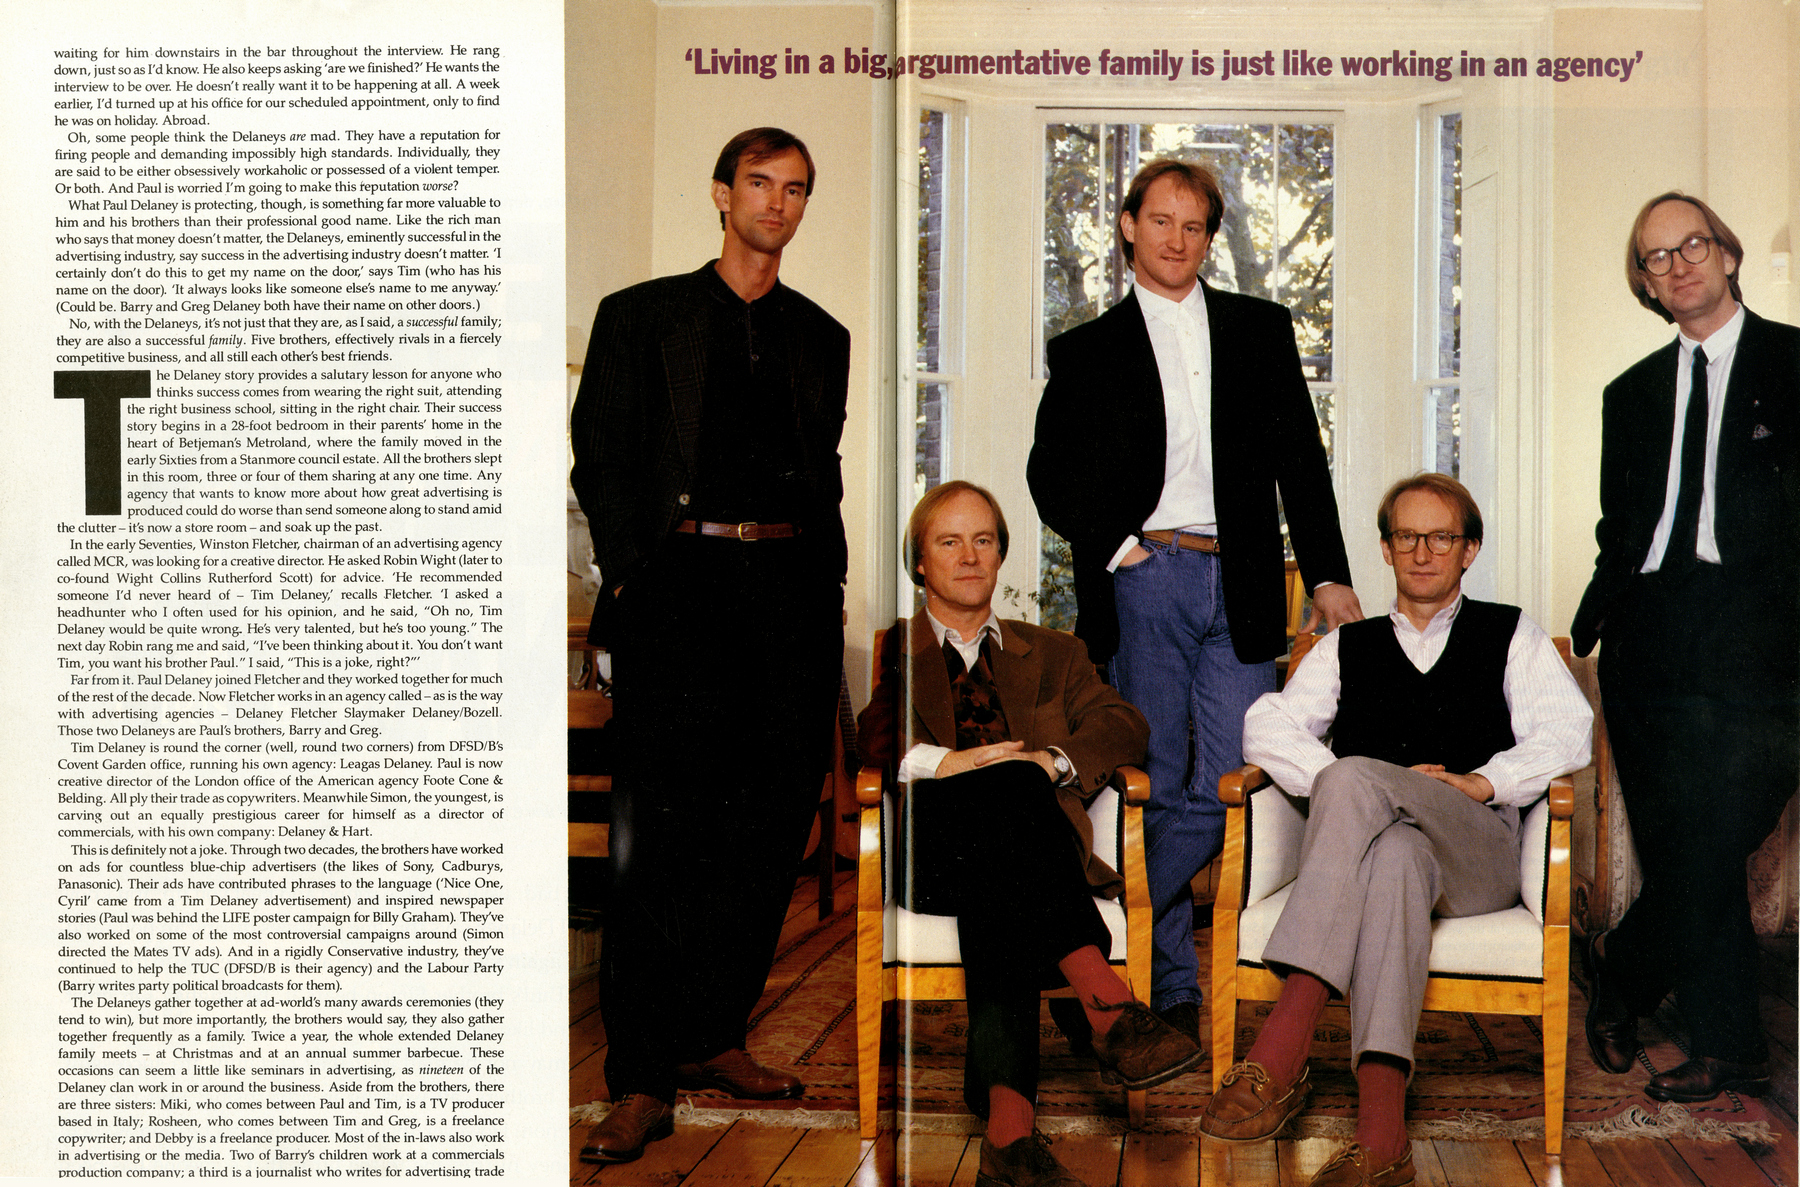 waiting for him downstairs in the bar throughout the interview. He rang
down, just so as I'd know. He also keeps asking 'are we finished?' He wants the
interview to be over. He doesn't really want it to be happening at all. A week
earlier, I'd turned up at his office for our scheduled appointment, only to find
he was on holiday. Abroad.
Oh, some people think the Delaneys are mad. They have a reputation for
firing people and demanding impossibly high standards. Individually, they
are said to be either obsessively workaholic or possessed of a violent temper.
Or both. And Paul is worried I'm going to make this reputation worse?
What Paul Delaney is protecting, though, is something far more valuable to
him and his brothers than their professional good name. Like the rich man
who says that money doesn't matter, the Delaneys, eminently successful in the
advertising industry, say success in the advertising industry doesn't matter. 'I
certainly don't do this to get my name on the door,' says Tim (who has his
name on the door). 'It always looks like someone else's name to me anyway.'
(Could be. Barry and Greg Delaney both have their name on other doors.)
No, with the Delaneys, it's not just that they are, as I said, a successful family;
they are also a successful family. Five brothers, effectively rivals in a fiercely
competitive business, and all still each other's best friends.
The Delaney story provides a salutary lesson for anyone who
thinks success comes from wearing the right suit, attending
the right business school, sitting in the right chair. Their success
story begins in a 28-foot bedroom in their parents' home in the
heart of Betjeman's Metroland, where the family moved in the
early Sixties from a Stanmore council estate. All the brothers slept
in this room, three or four of them sharing at any one time. Any
agency that wants to know more about how great advertising is
produced could do worse than send someone along to stand amid
the clutter – it's now a store room – and soak up the past.
In the early Seventies, Winston Fletcher, chairman of an advertising agency
called MCR, was looking for a creative director. He asked Robin Wight (later to
co-found Wight Collins Rutherford Scott) for advice. 'He recommended
someone I'd never heard of – Tim Delaney,' recalls Fletcher. 'I asked a
headhunter who I often used for his opinion, and he said, "Oh no, Tim
Delaney would be quite wrong. He's very talented, but he's too young." The
next day Robin rang me and said, "I've been thinking about it. You don't want
Tim, you want his brother Paul." I said, "This is a joke, right?"'
Far from it. Paul Delaney joined Fletcher and they worked together for much
of the rest of the decade. Now Fletcher works in an agency called – as is the way
with advertising agencies – Delaney Fletcher Slaymaker Delaney/Bozell.
Those two Delaneys are Paul's brothers, Barry and Greg.
Tim Delaney is round the corner (well, round two corners) from DFSD/B's
Covent Garden office, running his own agency: Leagas Delaney. Paul is now
creative director of the London office of the American agency Foote Cone &
Belding. All ply their trade as copywriters. Meanwhile Simon, the youngest, is
carving out an equally prestigious career for himself as a director of
commercials, with his own company: Delaney & Hart.
This is definitely not a joke. Through two decades, the brothers have worked
on ads for countless blue-chip advertisers (the likes of Sony, Cadburys,
Panasonic). Their ads have contributed phrases to the language ('Nice One,
Cyril' came from a Tim Delaney advertisement) and inspired newspaper
stories (Paul was behind the LIFE poster campaign for Billy Graham). They've
also worked on some of the most controversial campaigns around (Simon
directed the Mates TV ads). And in a rigidly Conservative industry, they've
continued to help the TUC (DFSD/B is their agency) and the Labour Party
(Barry writes party political broadcasts for them).
The Delaneys gather together at ad-world's many awards ceremonies (they
tend to win), but more importantly, the brothers would say, they also gather
together frequently as a family. Twice a year, the whole extended Delaney
family meets – at Christmas and at an annual summer barbecue. These
occasions can seem a little like seminars in advertising, as nineteen of the
Delaney clan work in or around the business. Aside from the brothers, there
are three sisters: Miki, who comes between Paul and Tim, is a TV producer
based in Italy; Rosheen, who comes between Tim and Greg, is a freelance
copywriter; and Debby is a freelance producer. Most of the in-laws also work
in advertising or the media. Two of Barry's children work at a commercials
production company; a third is a journalist who writes for advertising trade
'Living in a big, argumentative family is just like working in an agency'